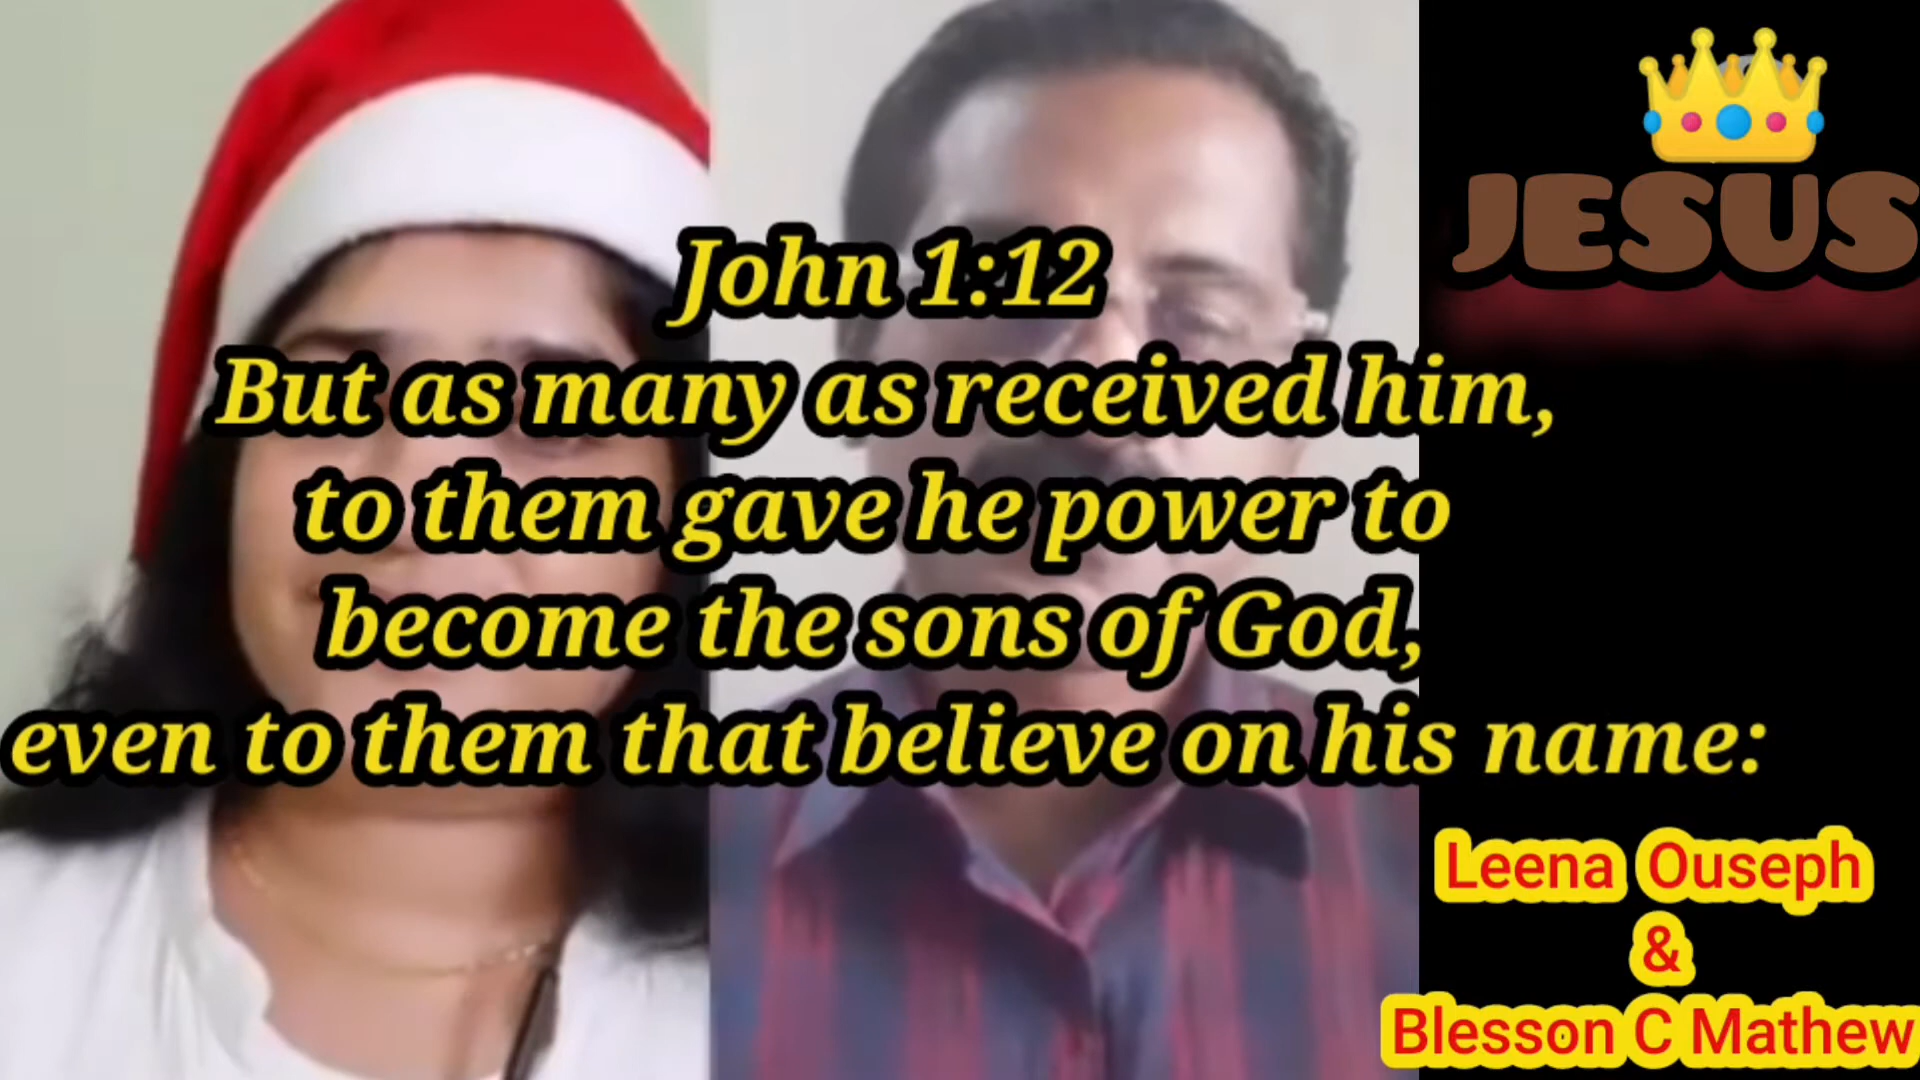 JESUS
John 1:12
But as many as received him,
to them gave he power to
become the sons of God,
even to them that believe on his name:
Leena Ouseph
&
Blesson C Mathew